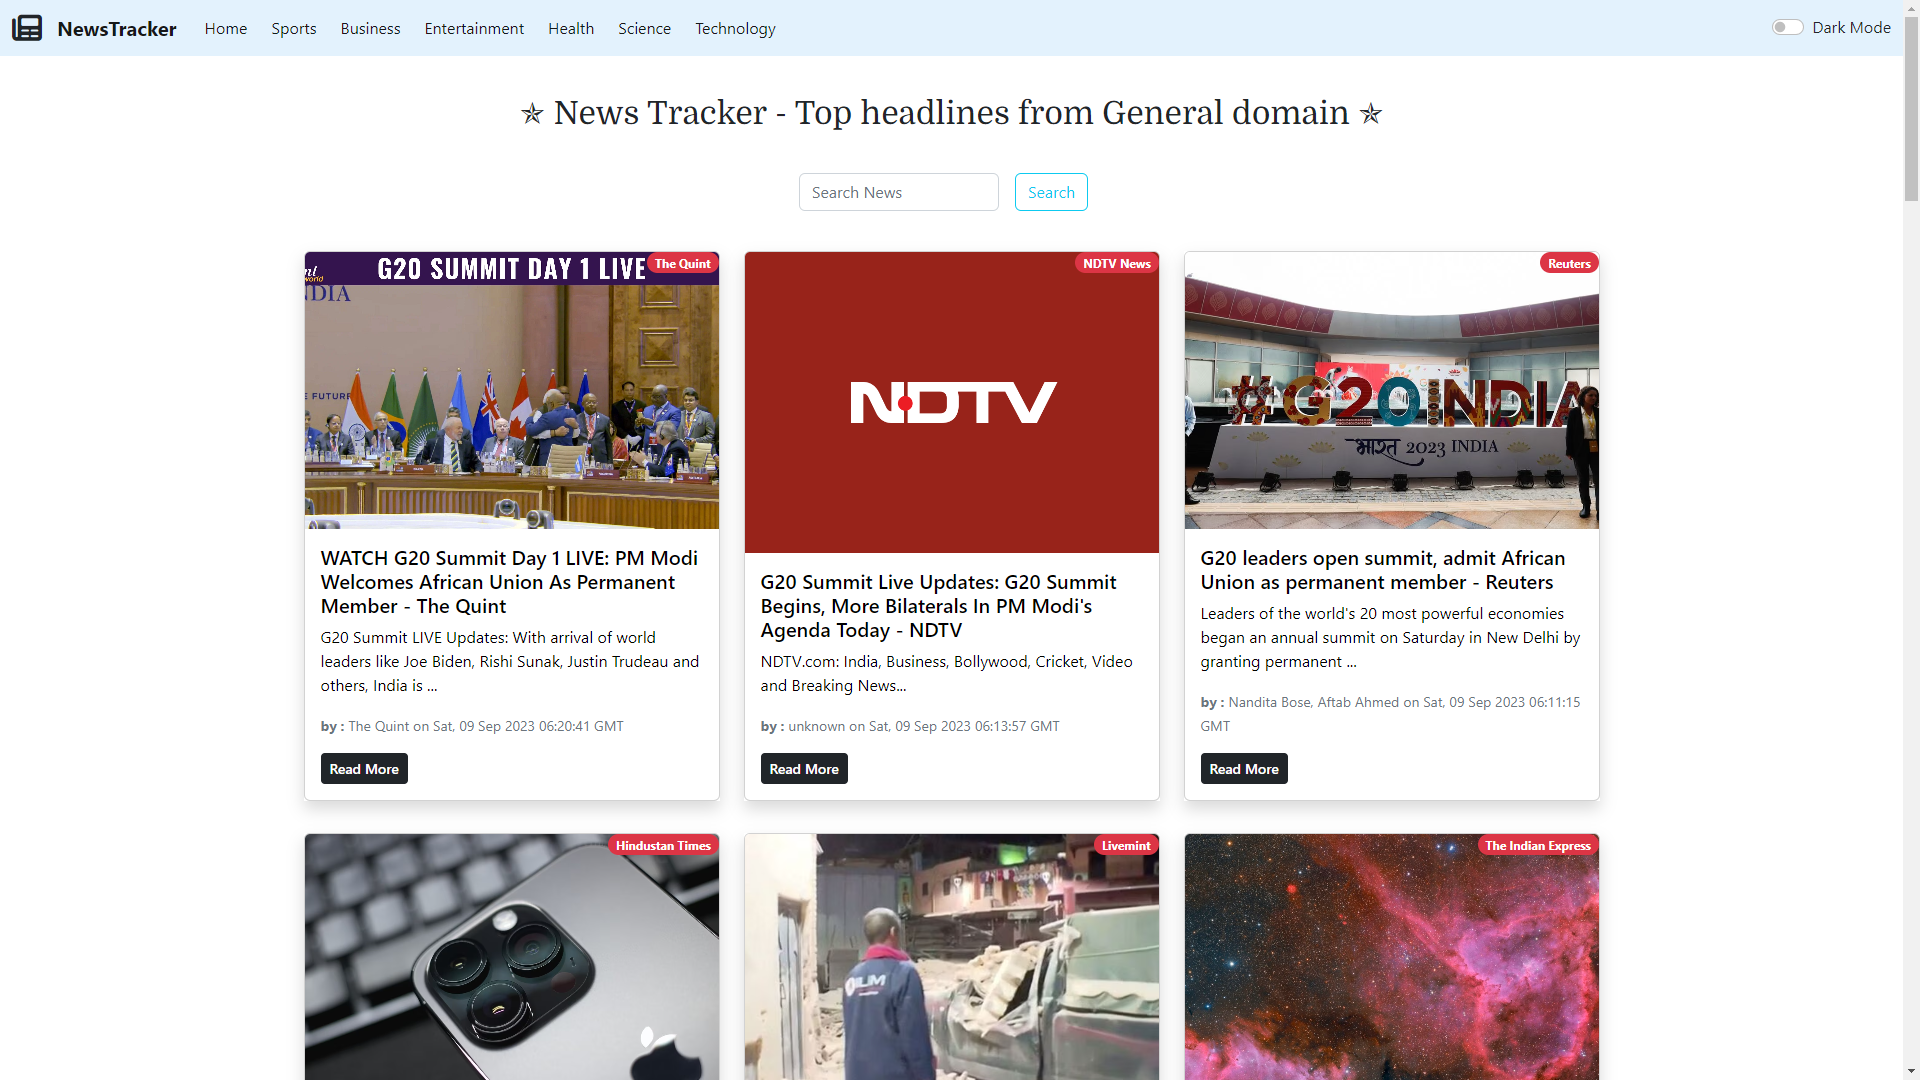 NewsTracker Home Sports Business Entertainment Health Science Technology Dark Mode
✯ News Tracker - Top headlines from General domain ✯
Search News Search
G20 SUMMIT DAY 1 LIVE
The Quint
NDIA
E FUTURE
WATCH G20 Summit Day 1 LIVE: PM Modi
Welcomes African Union As Permanent
Member - The Quint
G20 Summit LIVE Updates: With arrival of world
leaders like Joe Biden, Rishi Sunak, Justin Trudeau and
others, India is ...
by : The Quint on Sat, 09 Sep 2023 06:20:41 GMT
Read More
NDTV News
NDTV
G20 Summit Live Updates: G20 Summit
Begins, More Bilaterals In PM Modi's
Agenda Today - NDTV
NDTV.com: India, Business, Bollywood, Cricket, Video
and Breaking News...
by : unknown on Sat, 09 Sep 2023 06:13:57 GMT
Read More
Reuters
#G20INDIA
भारत 2023 INDIA
G20 leaders open summit, admit African
Union as permanent member - Reuters
Leaders of the world's 20 most powerful economies
began an annual summit on Saturday in New Delhi by
granting permanent ...
by : Nandita Bose, Aftab Ahmed on Sat, 09 Sep 2023 06:11:15
GMT
Read More
Hindustan Times
Livemint
The Indian Express